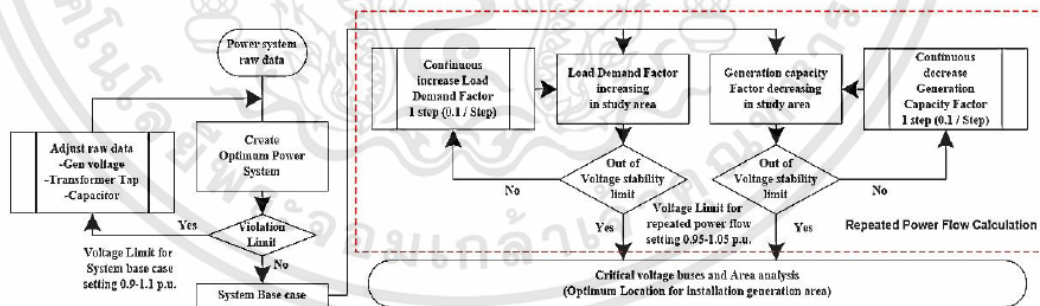 Power system
raw data
Adjust raw data
-Gen voltage
-Transformer Tap
-Capacitor
Create
Optimum Power
System
Yes
Violation
Limit
Voltage Limit for
System base case
setting 0.9-1.1 p.u.
No
System Base case
Continuous
increase Load
Demand Factor
1 step (0.1 / Step)
Load Demand Factor
increasing
in study area
Generation capacity
Factor decreasing
in study area
Continuous
decrease
Generation
Capacity Factor
1 step (0.1 / Step)
No
Out of
Voltage stability
limit
Out of
Voltage stability
limit
No
Yes
Voltage Limit for
repeated power flow
setting 0.95-1.05 p.u.
Yes
Repeated Power Flow Calculation
Critical voltage buses and Area analysis
(Optimum Location for installation generation area)